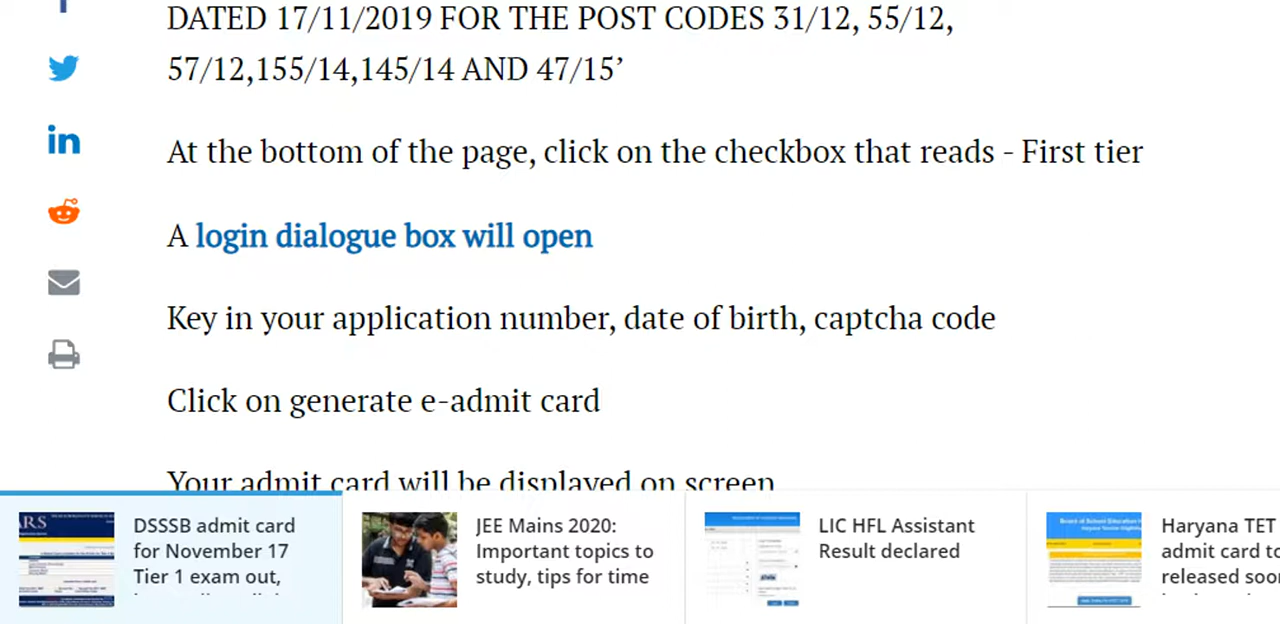 DATED 17/11/2019 FOR THE POST CODES 31/12, 55/12,
57/12,155/14,145/14 AND 47/15’
At the bottom of the page, click on the checkbox that reads - First tier
A login dialogue box will open
Key in your application number, date of birth, captcha code
Click on generate e-admit card
Your admit card will be displayed on screen
DSSSB admit card
for November 17
Tier 1 exam out,
JEE Mains 2020:
Important topics to
study, tips for time
LIC HFL Assistant
Result declared
Haryana TET
admit card to
released soon